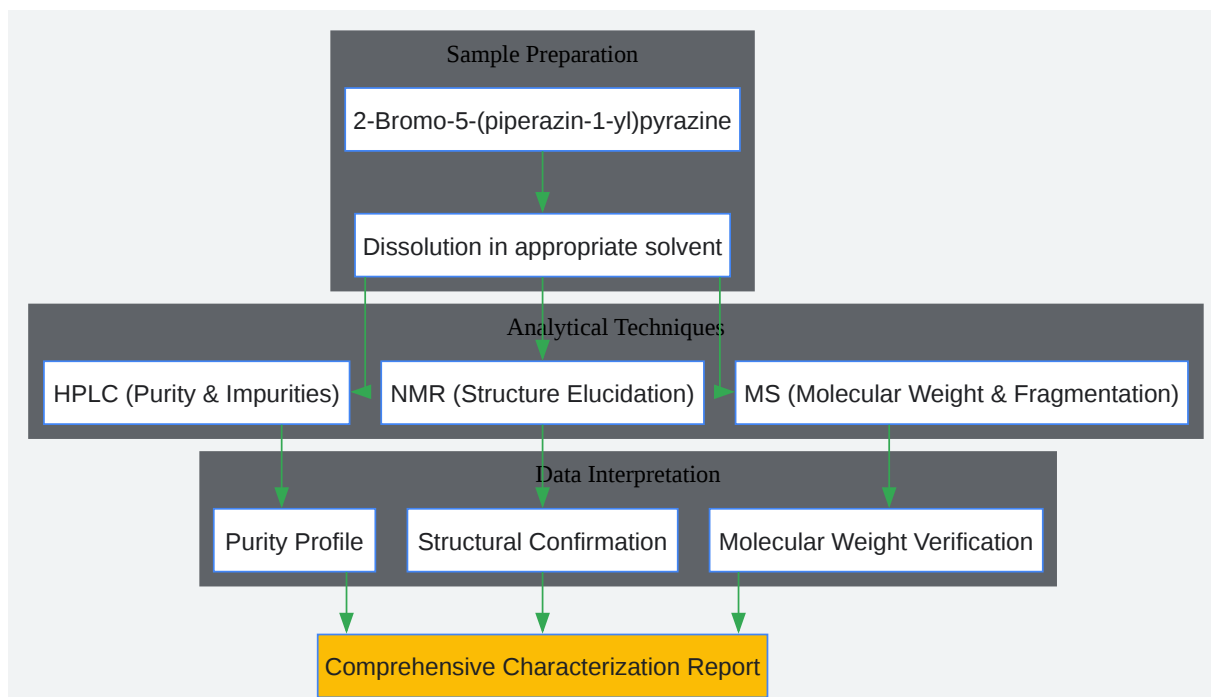 Sample Preparation
2-Bromo-5-(piperazin-1-yl)pyrazine
Dissolution in appropriate solvent
Analytical Techniques
HPLC (Purity & Impurities)
NMR (Structure Elucidation)
MS (Molecular Weight & Fragmentation)
Data Interpretation
Purity Profile
Structural Confirmation
Molecular Weight Verification
Comprehensive Characterization Report